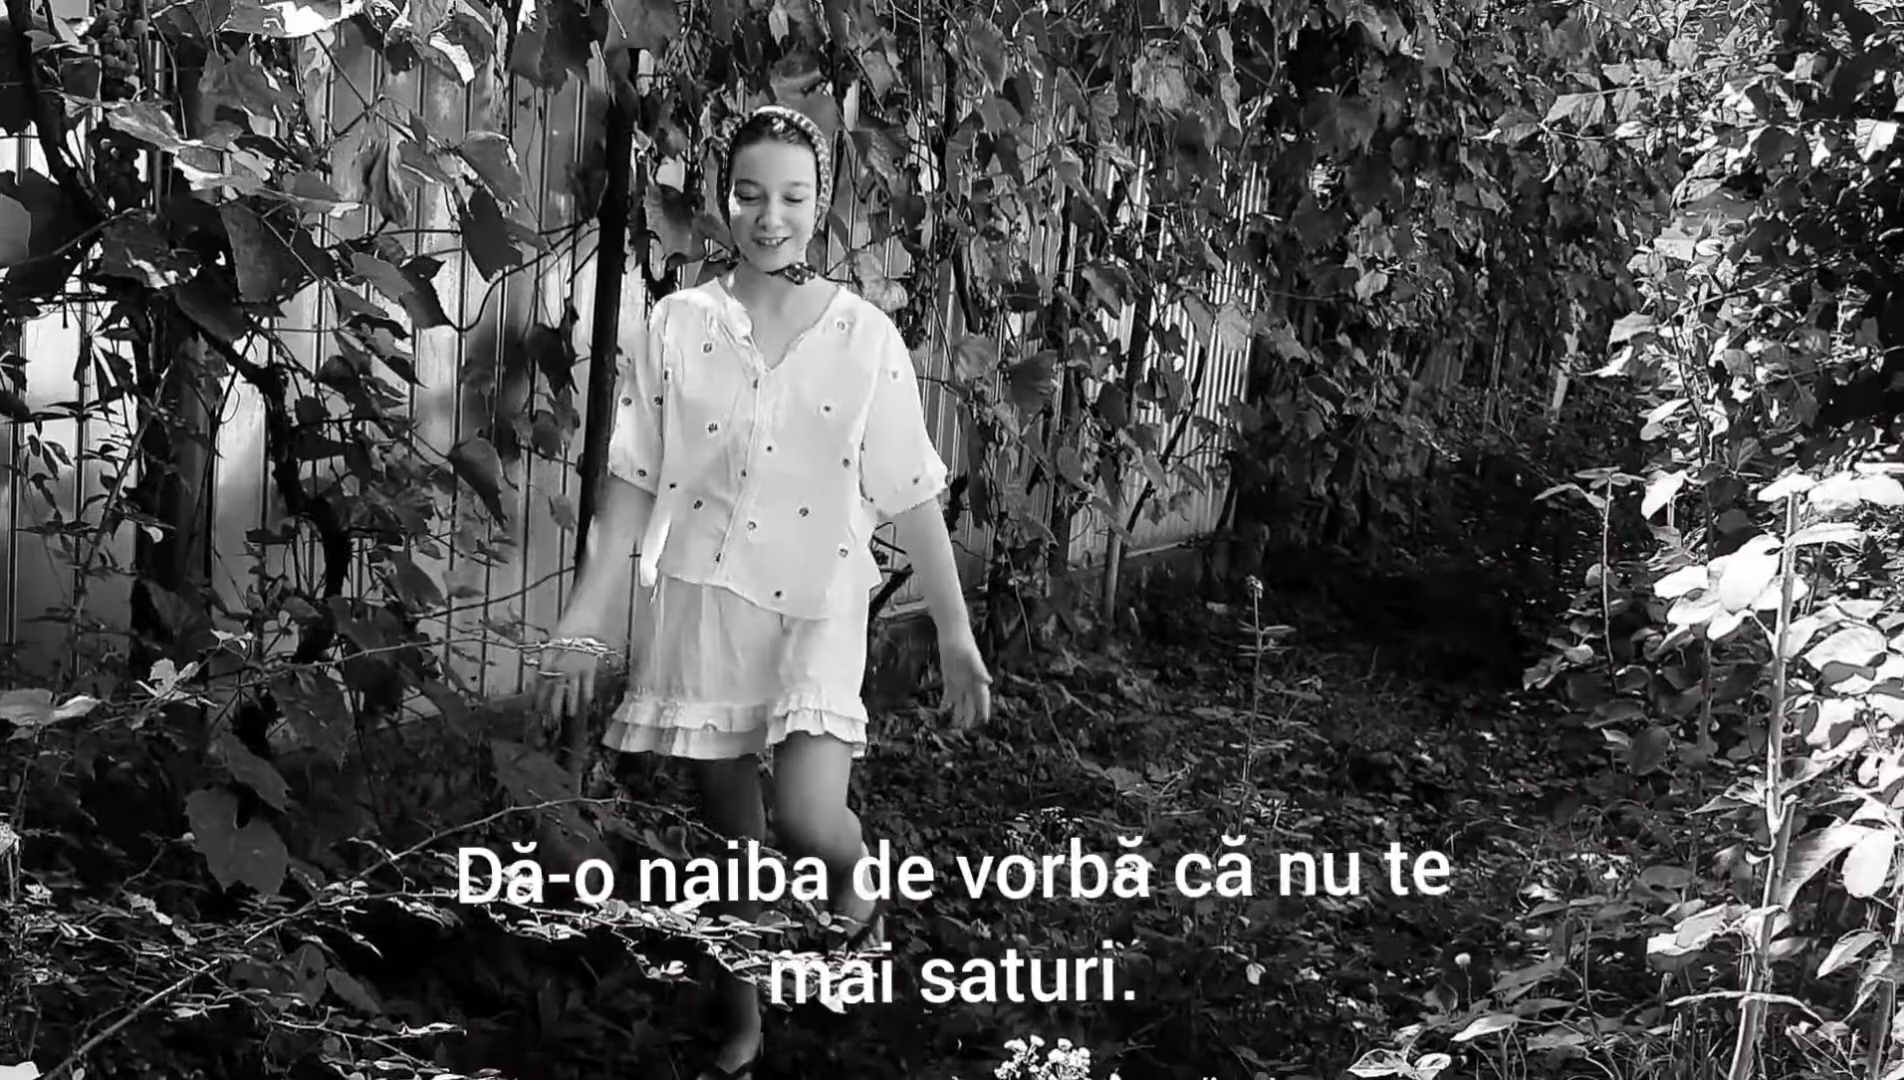 Dă-o naiba de vorbă că nu te
mai saturi.